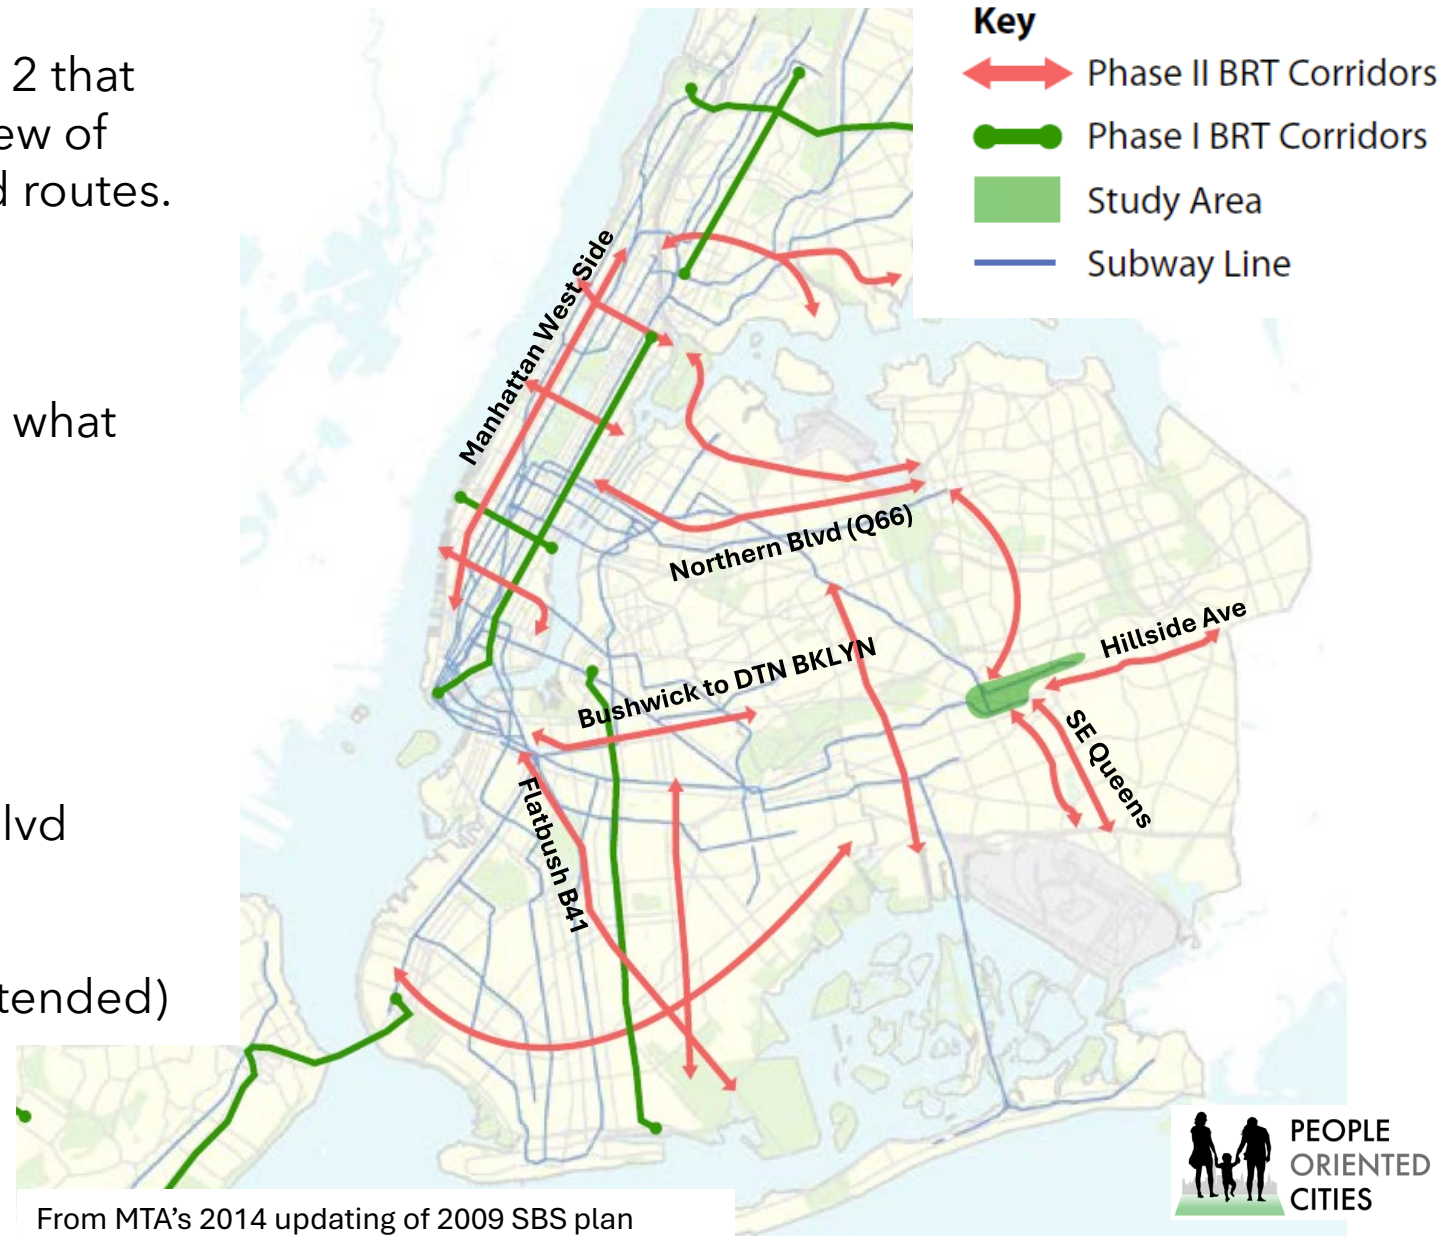 2 that
ew of
d routes.
what
lvd
tended)
Key
Phase II BRT Corridors
Phase I BRT Corridors
Study Area
Subway Line
Manhattan West Side
Northern Blvd (Q66)
Hillside Ave
Bushwick to DTN BKLYN
SE Queens
Flatbush B41
From MTA's 2014 updating of 2009 SBS plan
PEOPLE
ORIENTED
CITIES